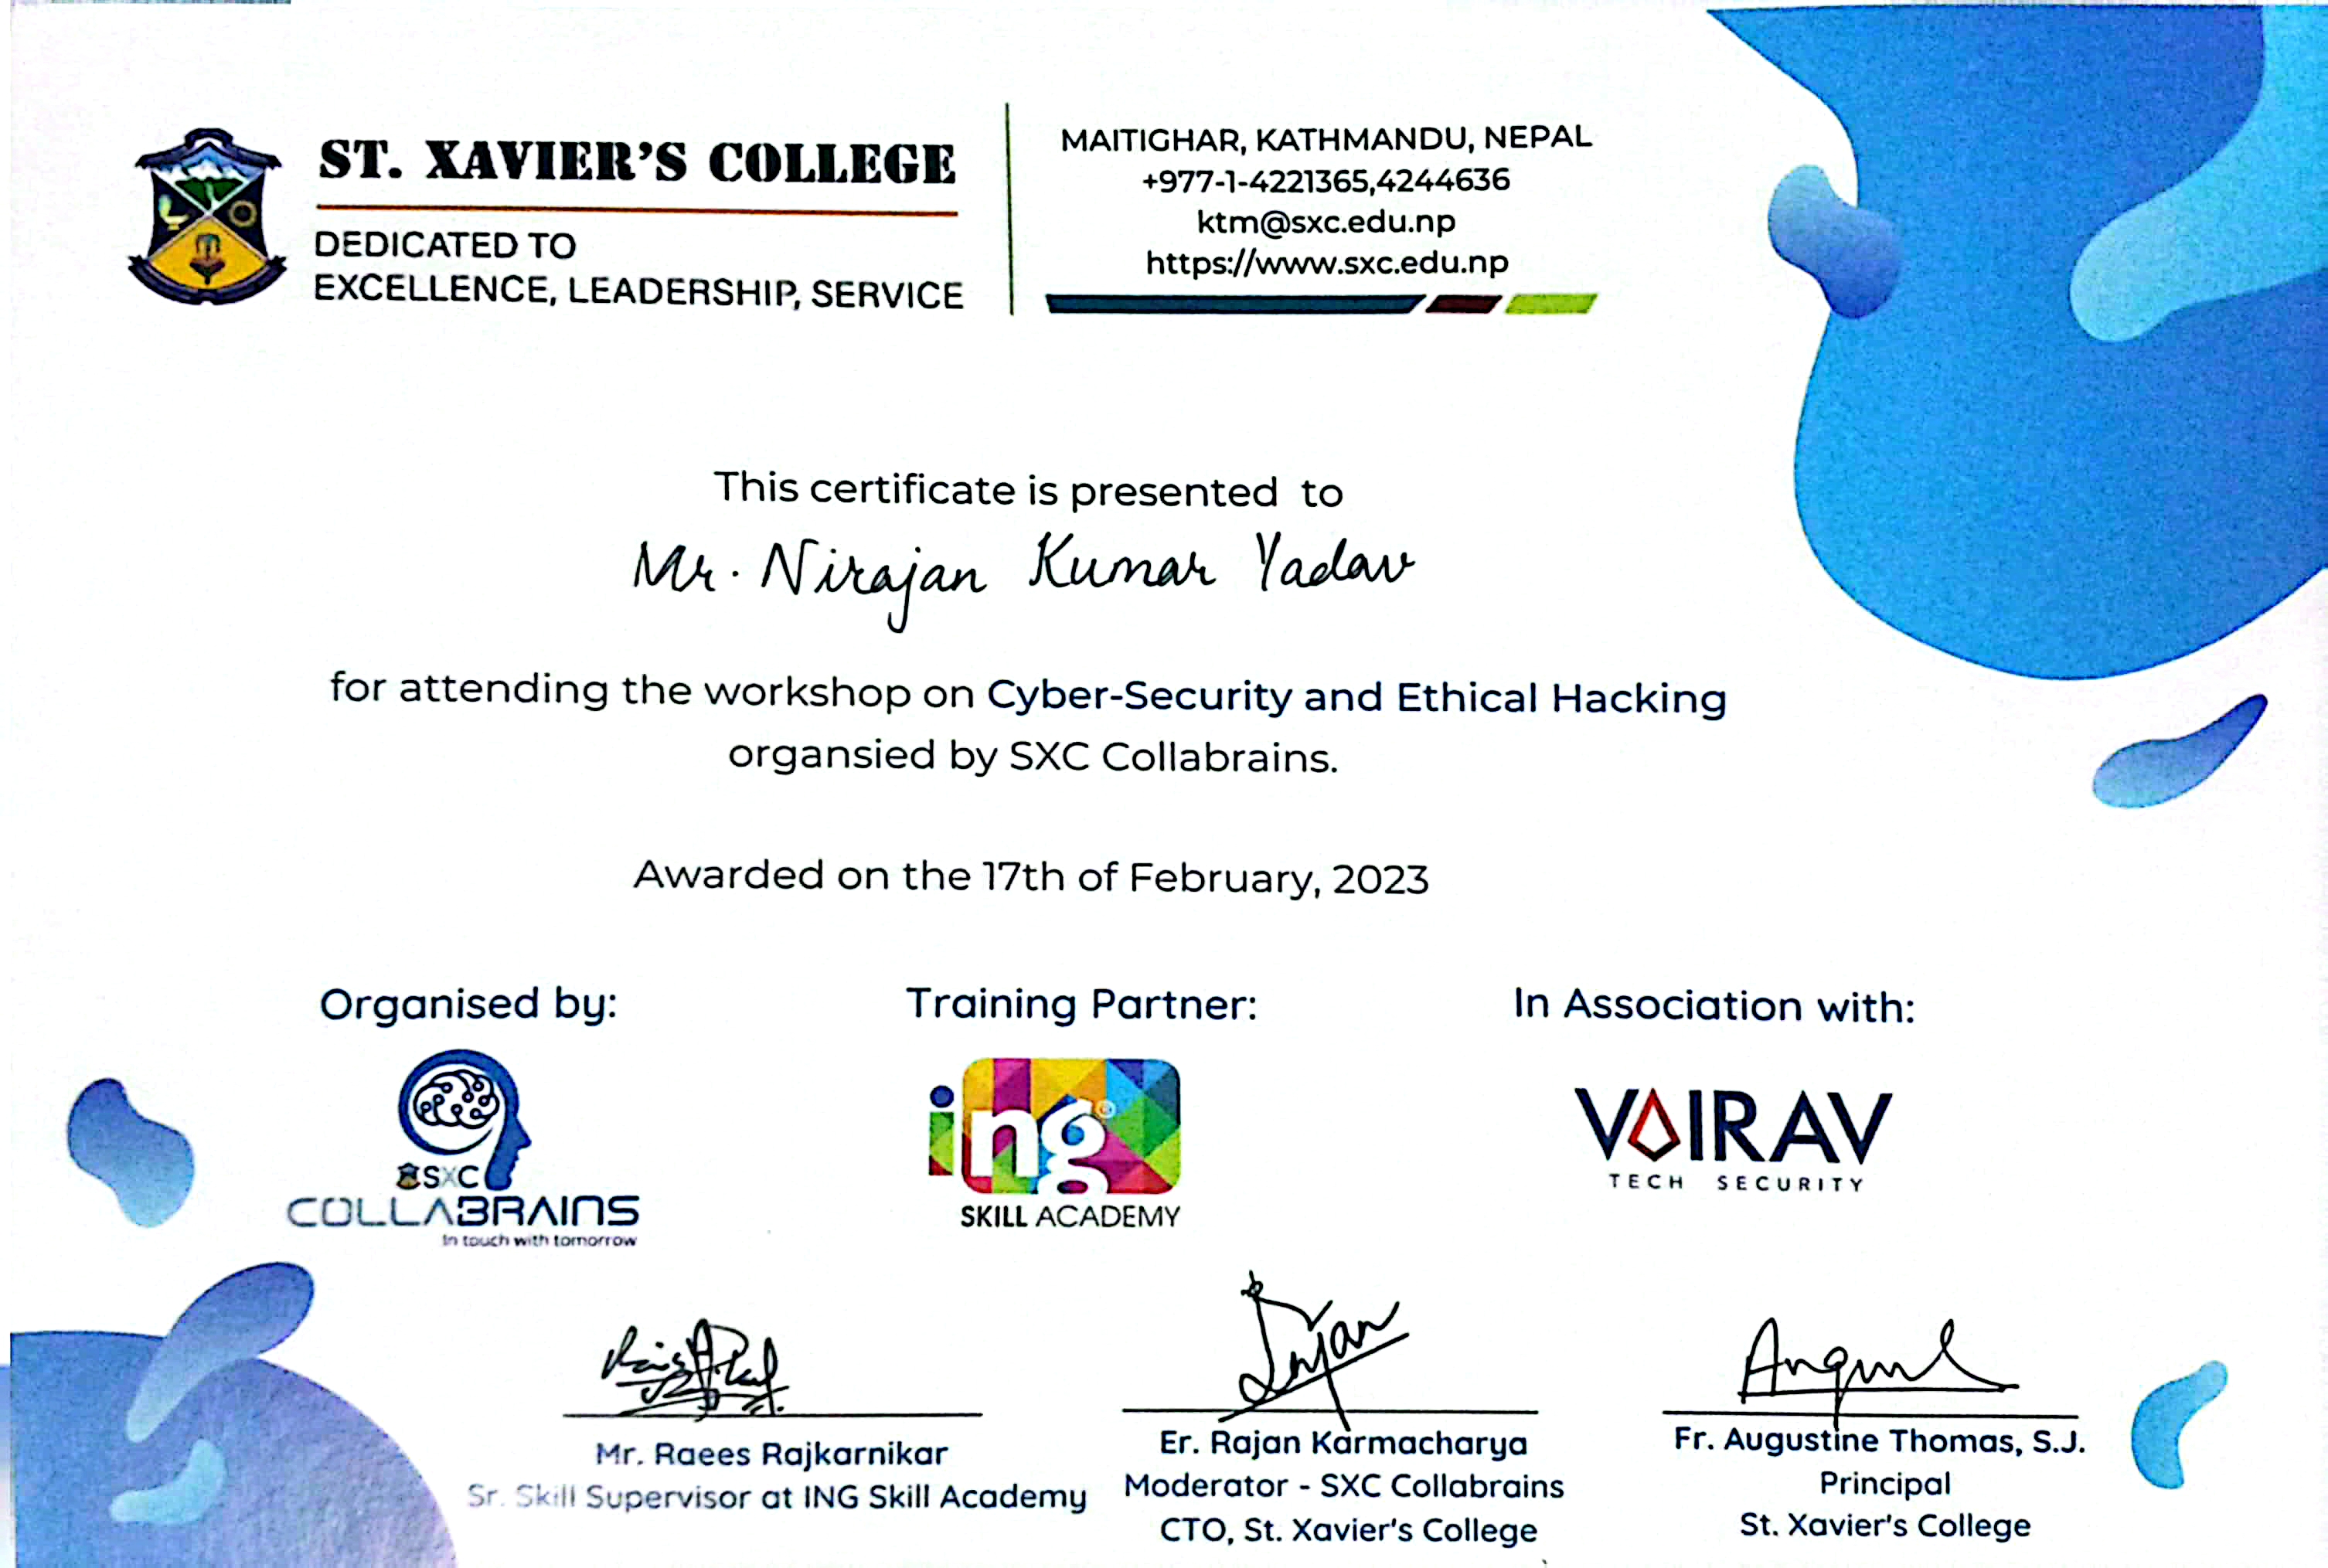 ST. XAVIER'S COLLEGE
DEDICATED TO
EXCELLENCE, LEADERSHIP, SERVICE
MAITIGHAR, KATHMANDU, NEPAL
+977-1-4221365,4244636
ktm@sxc.edu.np
https://www.sxc.edu.np
This certificate is presented to
Mr. Nirajan Kumar Yadav
for attending the workshop on Cyber-Security and Ethical Hacking
organsied by SXC Collabrains.
Awarded on the 17th of February, 2023
Organised by:
SXC
COLLABRAINS
In touch with tomorrow
Training Partner:
ing
SKILL ACADEMY
In Association with:
VAIRAV
TECH SECURITY
Mr. Raees Rajkarnikar
Sr. Skill Supervisor at ING Skill Academy
Rajan
Er. Rajan Karmacharya
Moderator - SXC Collabrains
CTO, St. Xavier's College
Fr. Augustine Thomas, S.J.
Principal
St. Xavier's College